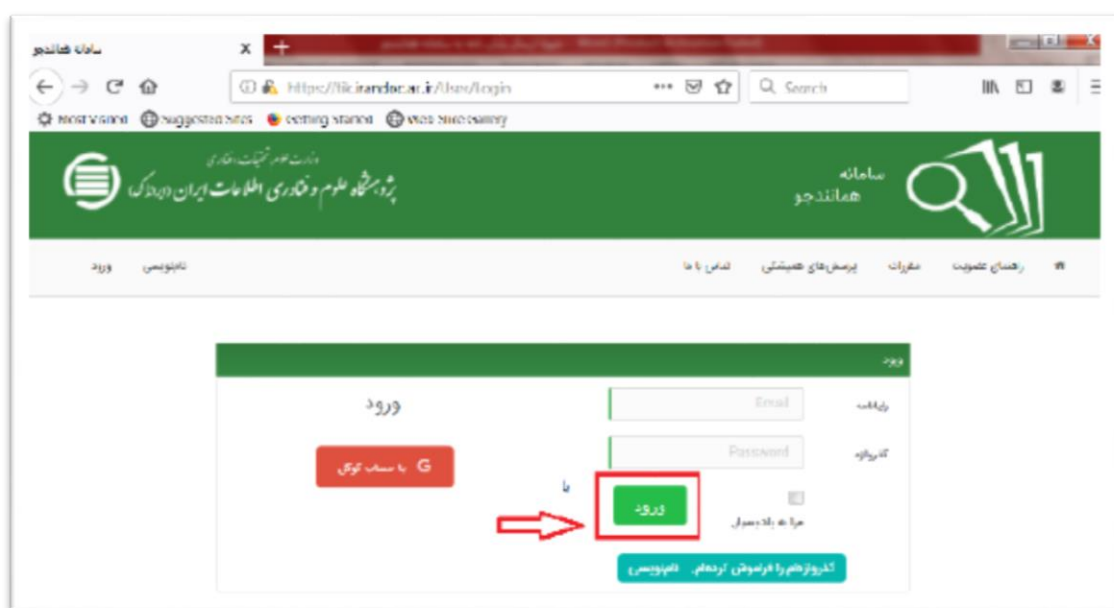 سامانه همانندجو
https://tik.irandoc.ac.ir/User/Login
Search
Most Visited Suggested Sites Getting Started Web Slice Gallery
سامانه
همانندجو
وزارت علوم، تحقیقات و فناوری
پژوهشگاه علوم و فناوری اطلاعات ایران (ایرانداک)
راهنمای عضویت مقررات پرسش‌های همیشگی تماس با ما نام‌نویسی ورود
ورود
رایانامه Email
گذرواژه Password
مرا به یاد بسپار
ورود
یا
ورود
با حساب گوگل G
گذرواژه‌ام را فراموش کرده‌ام. نام‌نویسی